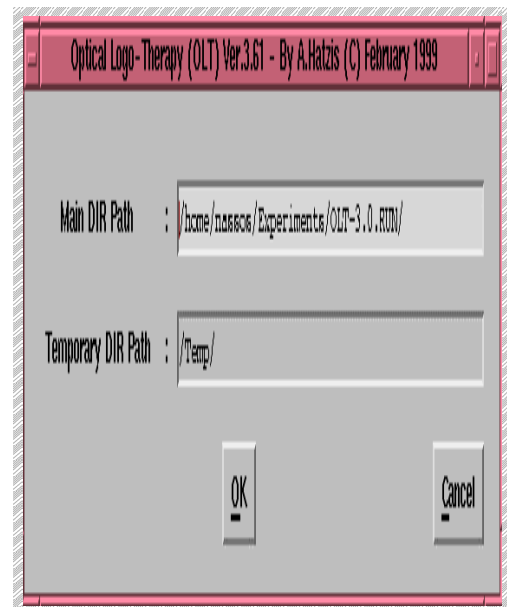 Optical Logo-Therapy (OLT) Ver.3.61 - By A.Hatzis (C) February 1999
Main DIR Path : /home/nassos/Experiments/OLT-3.0.RUN/
Temporary DIR Path : /Temp/
OK Cancel